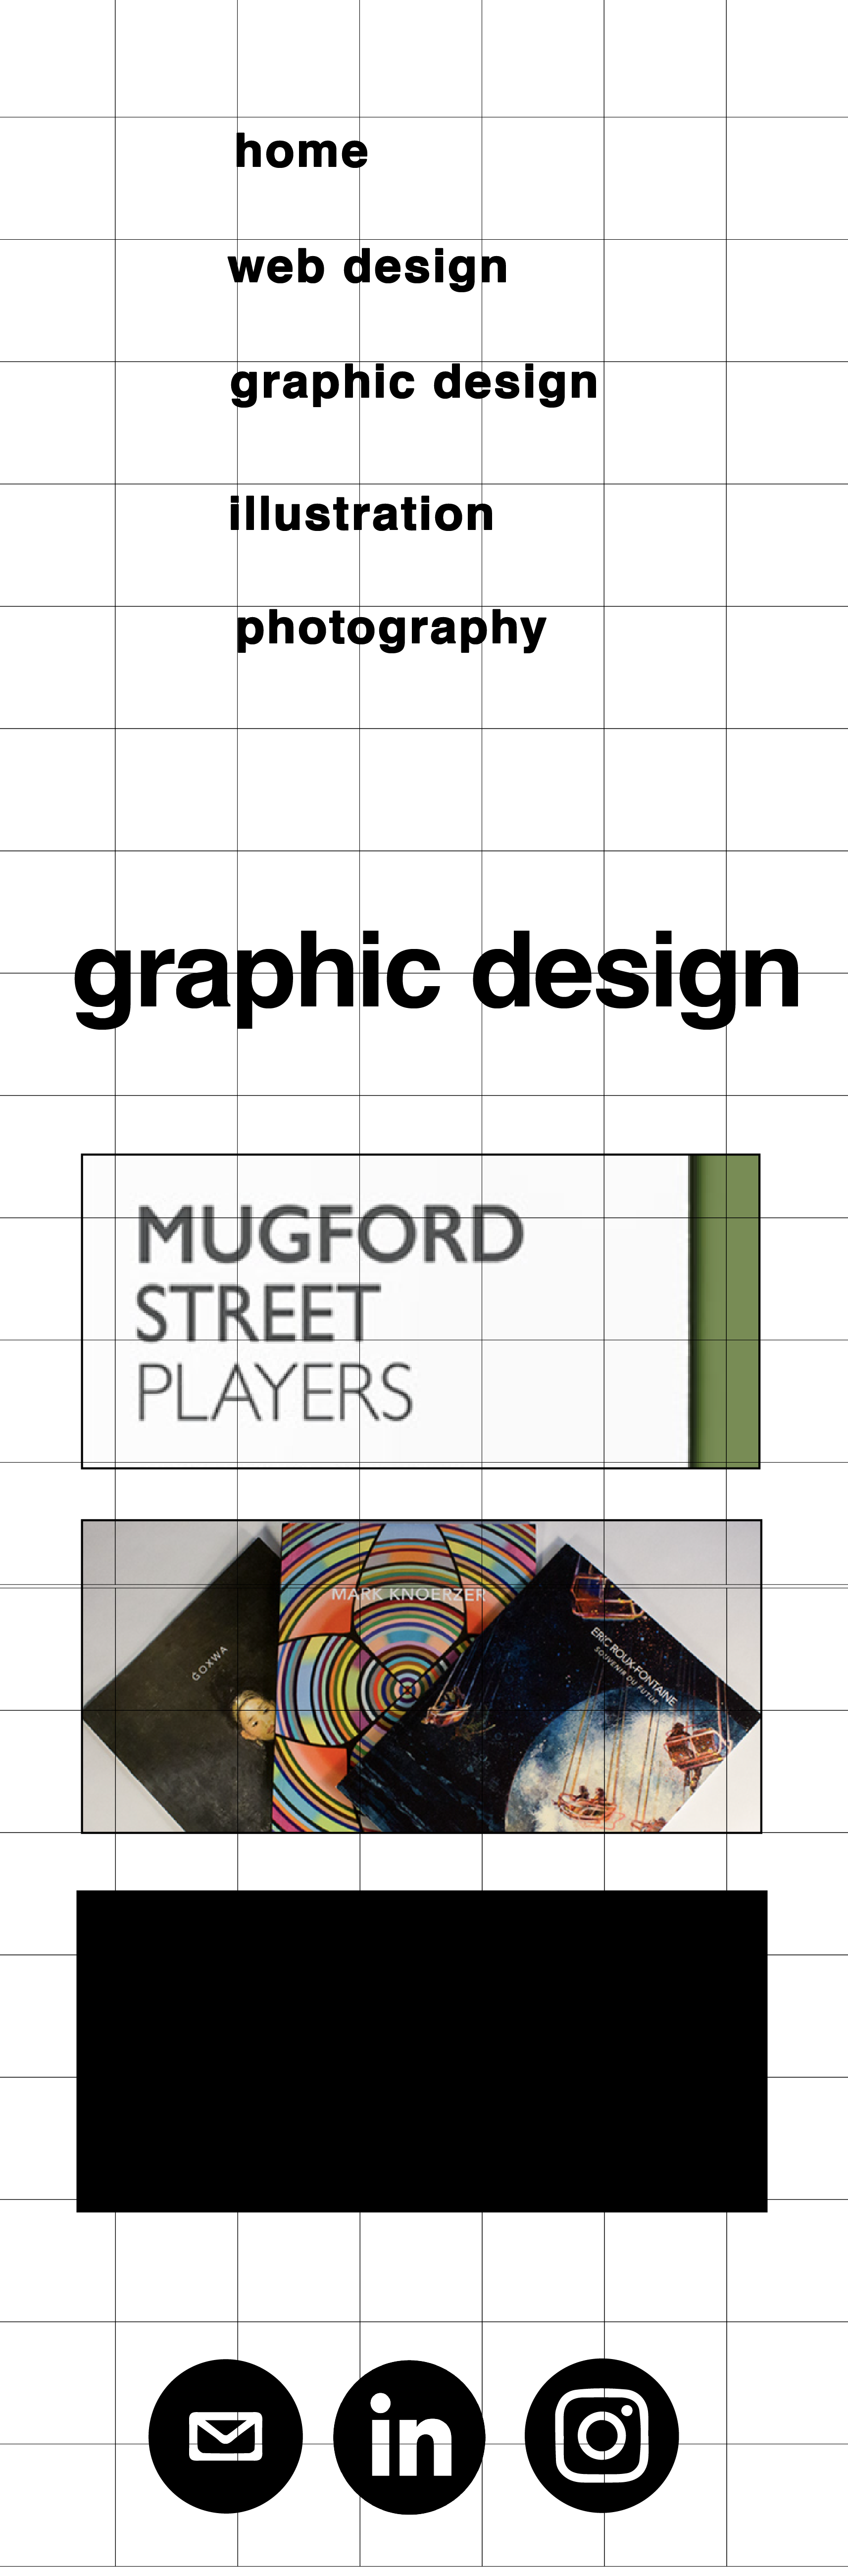 home
web design
graphic design
illustration
photography
graphic design
MUGFORD
STREET
PLAYERS
MARK KNOERZER
GOXWA
ERIC ROUX-FONTAINE
SOUVENIR DU FUTUR
in